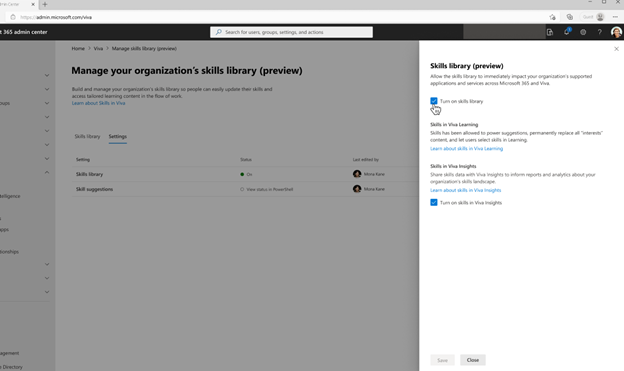 https://admin.microsoft.com/viva
Guest
365 admin center
Search for users, groups, settings, and actions
Home > Viva > Manage skills library (preview)
Manage your organization's skills library (preview)
Build and manage your organization's skills library so people can easily update their skills and
access tailored learning content in the flow of work.
Learn about Skills in Viva
Skills library
Settings
Setting
Status
Last edited by
Skills library
On
Mona Kane
Skill suggestions
View status in PowerShell
Mona Kane
Skills library (preview)
Allow the skills library to immediately impact your organization's supported
applications and services across Microsoft 365 and Viva.
Turn on skills library
Skills in Viva Learning
Skills has been allowed to power suggestions, permanently replace all "interests"
content, and let users select skills in Learning.
Learn about skills in Viva Learning
Skills in Viva Insights
Share skills data with Viva Insights to inform reports and analytics about your
organization's skills landscape.
Learn about skills in Viva Insights
Turn on skills in Viva Insights
Save
Close